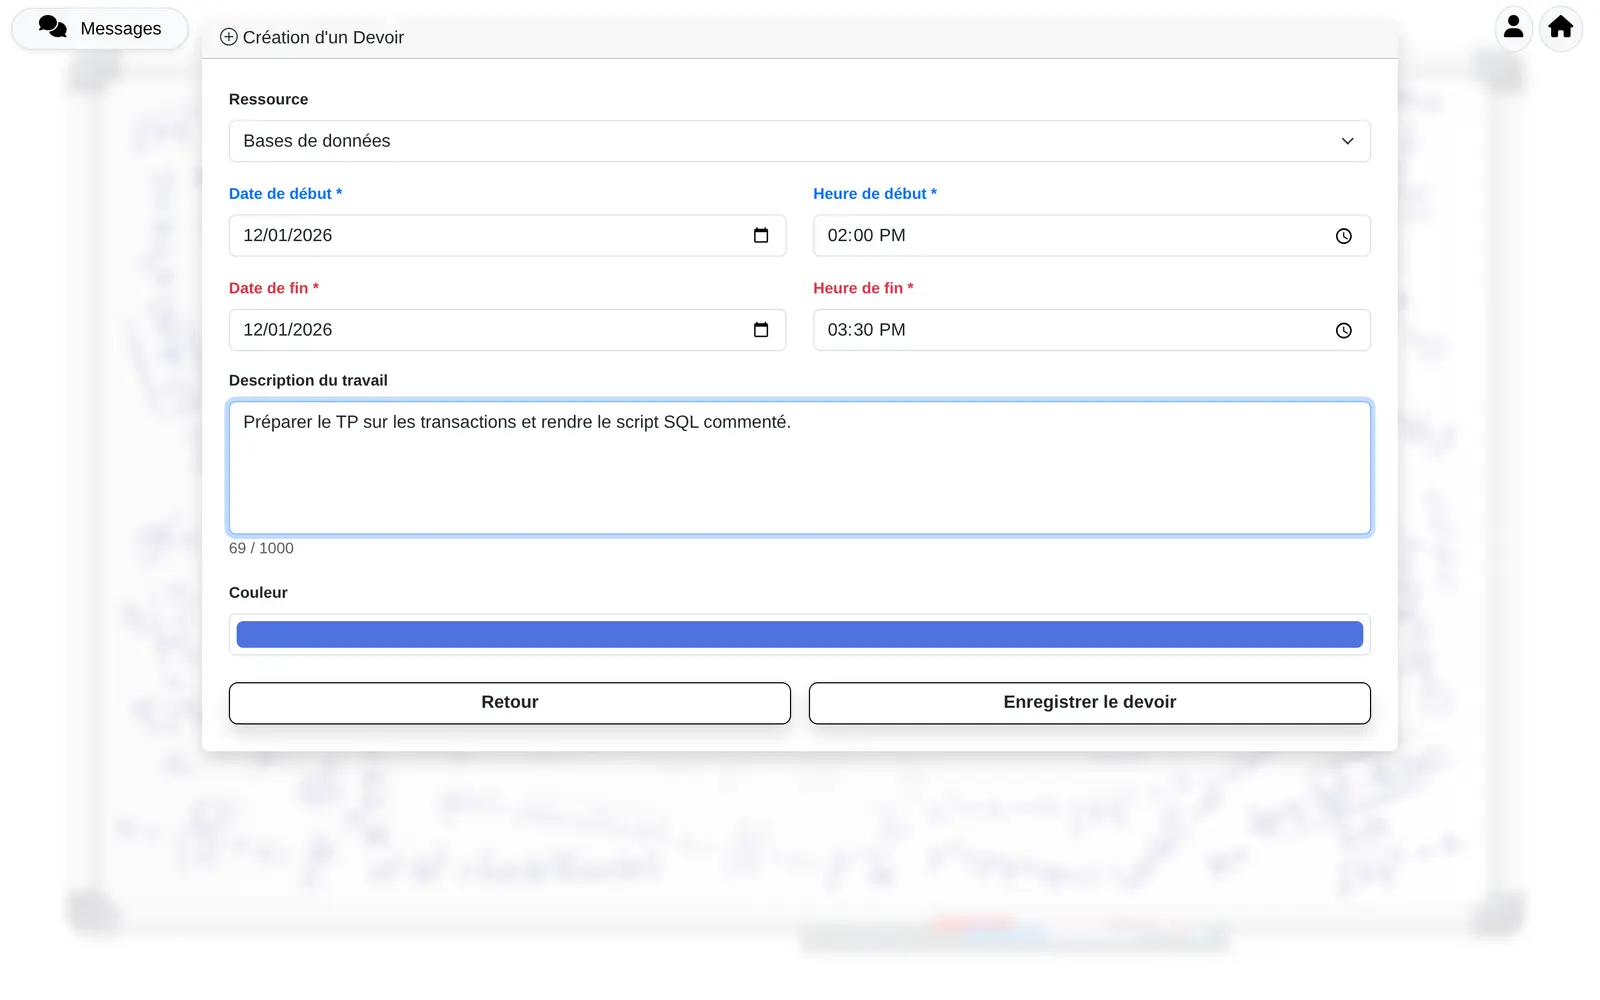 Messages
Création d'un Devoir
Ressource
Bases de données
Date de début *
Heure de début *
12/01/2026
02:00 PM
Date de fin *
Heure de fin *
12/01/2026
03:30 PM
Description du travail
Préparer le TP sur les transactions et rendre le script SQL commenté.
69 / 1000
Couleur
Retour
Enregistrer le devoir